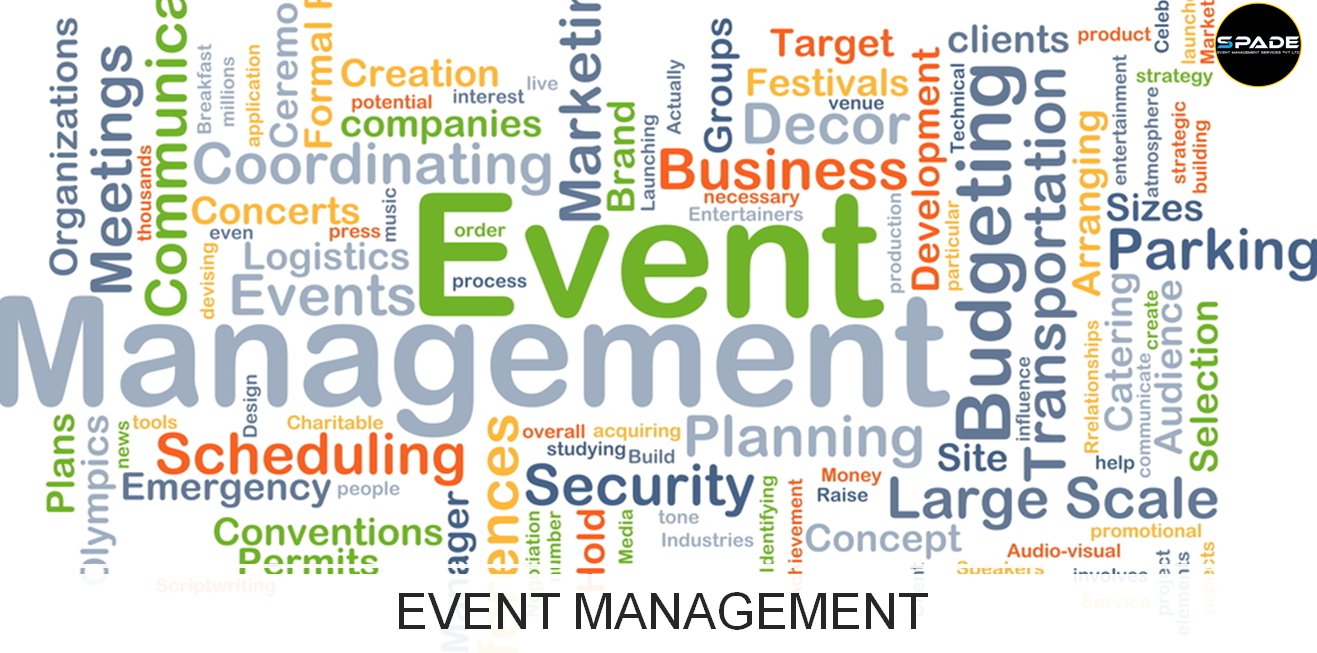 Organizations
Meetings
thousands
Communica
Breakfast
millions
application
Ceremo
Formal
Creation
potential
interest
live
companies
Coordinating
Concerts
even
press
music
devising
Logistics
Events
Marketin
Brand
Launching
Actually
Groups
Target
Festivals
venue
Decor
Business
necessary
Entertainers
production
Development
particular
clients
product
Celeb
launch
Market
SPADE
EVENT MANAGEMENT SERVICES PVT LTD
Technical
Budgeting
Transportation
strategy
entertainment
atmosphere
strategic
building
Arranging
Sizes
Parking
Event
order
process
Management
influence
Rrelationships
Catering
communicate
create
Audience
Selection
Plans
Olympics
news
tools
Design
Charitable
Scheduling
Emergency
people
Conventions
Permits
Manager
overall
acquiring
studying
Build
Planning
Security
Site
help
Money
Raise
Large Scale
number
Hold
Media
tone
Industries
Identifying
chievement
Concept
promotional
Audio-visual
Speakers
involves
project
elements
aspects
Service
Scriptwriting
EVENT MANAGEMENT